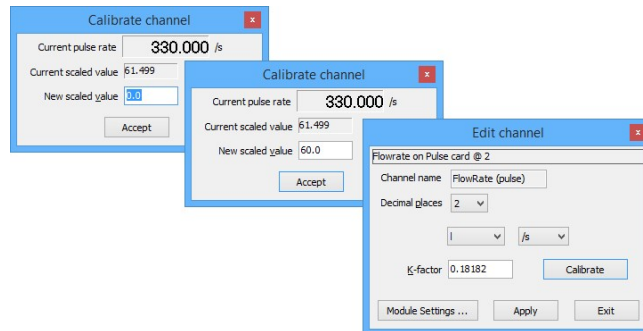 Calibrate channel
x
Current pulse rate 330.000 /s
Current scaled value 61.499
New scaled value 0.0
Accept
Calibrate channel
x
Current pulse rate 330.000 /s
Current scaled value 61.499
New scaled value 60.0
Accept
Edit channel
x
Flowrate on Pulse card @ 2
Channel name FlowRate (pulse)
Decimal places 2
l /s
K-factor 0.18182 Calibrate
Module Settings ... Apply Exit